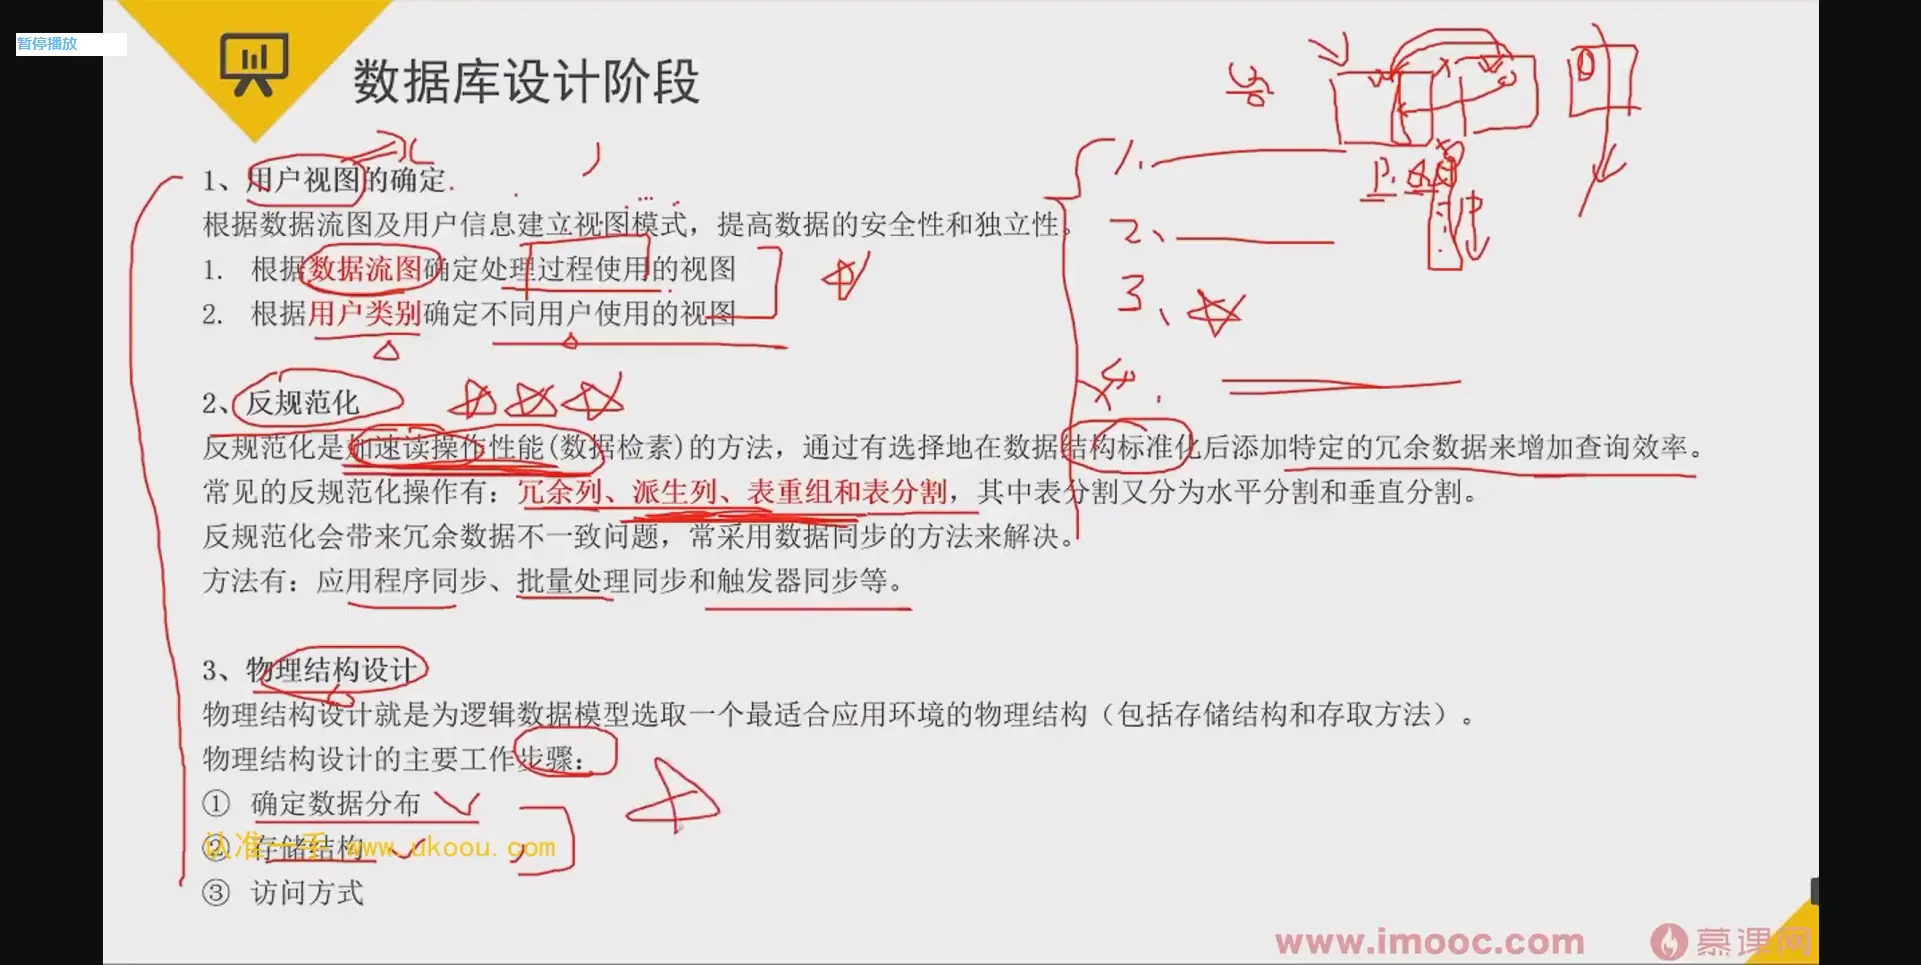 暂停播放
数据库设计阶段
1、用户视图的确定.
根据数据流图及用户信息建立视图模式，提高数据的安全性和独立性。
1. 根据数据流图确定处理过程使用的视图
2. 根据用户类别确定不同用户使用的视图
2、反规范化
反规范化是加速读操作性能(数据检素)的方法，通过有选择地在数据结构标准化后添加特定的冗余数据来增加查询效率。
常见的反规范化操作有：冗余列、派生列、表重组和表分割，其中表分割又分为水平分割和垂直分割。
反规范化会带来冗余数据不一致问题，常采用数据同步的方法来解决。
方法有：应用程序同步、批量处理同步和触发器同步等。
3、物理结构设计
物理结构设计就是为逻辑数据模型选取一个最适合应用环境的物理结构（包括存储结构和存取方法）。
物理结构设计的主要工作步骤：
① 确定数据分布
② 存储结构
认准一手 www.ukoou.com
③ 访问方式
1.
2、
3、
www.imooc.com
慕课网